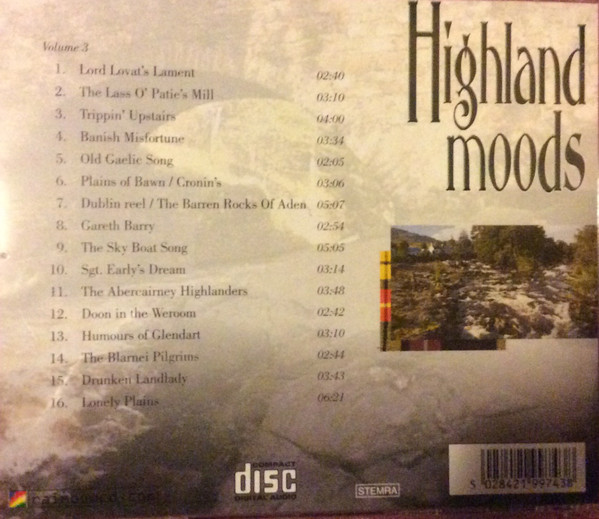 Highland
moods
Volume 3
1. Lord Lovat's Lament 02:40
2. The Lass O' Patie's Mill 03:10
3. Trippin' Upstairs 04:00
4. Banish Misfortune 03:34
5. Old Gaelic Song 02:05
6. Plains of Bawn / Cronin's 03:06
7. Dublin reel / The Barren Rocks Of Aden 05:07
8. Gareth Barry 02:54
9. The Sky Boat Song 05:05
10. Sgt. Early's Dream 03:14
11. The Abercairney Highlanders 03:48
12. Doon in the Weroom 02:42
13. Humours of Glendart 03:10
14. The Blarnei Pilgrims 02:44
15. Drunken Landlady 03:43
16. Lonely Plains 06:21
COMPACT
disc
DIGITAL AUDIO
STEMRA
5 028421 997438